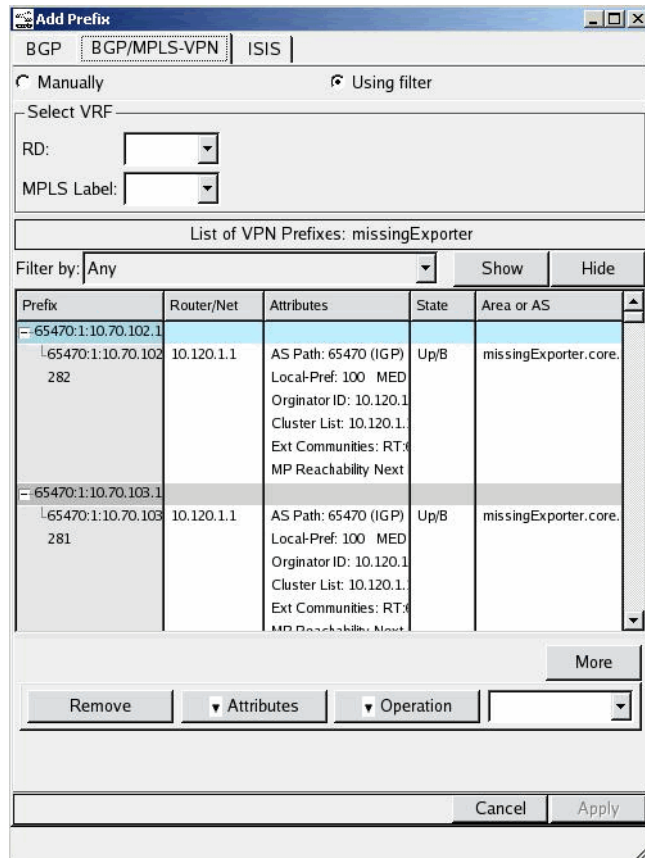 Add Prefix
BGP BGP/MPLS-VPN ISIS
Manually Using filter
Select VRF
RD:
MPLS Label:
List of VPN Prefixes: missingExporter
Filter by: Any Show Hide
Prefix Router/Net Attributes State Area or AS
65470:1:10.70.102.1
65470:1:10.70.102 10.120.1.1 AS Path: 65470 (IGP) Up/B missingExporter.core.
282 Local-Pref: 100 MED
Orginator ID: 10.120.1
Cluster List: 10.120.1.
Ext Communities: RT:
MP Reachability Next
65470:1:10.70.103.1
65470:1:10.70.103 10.120.1.1 AS Path: 65470 (IGP) Up/B missingExporter.core.
281 Local-Pref: 100 MED
Orginator ID: 10.120.1
Cluster List: 10.120.1.
Ext Communities: RT:
MP Reachability Next
More
Remove Attributes Operation
Cancel Apply